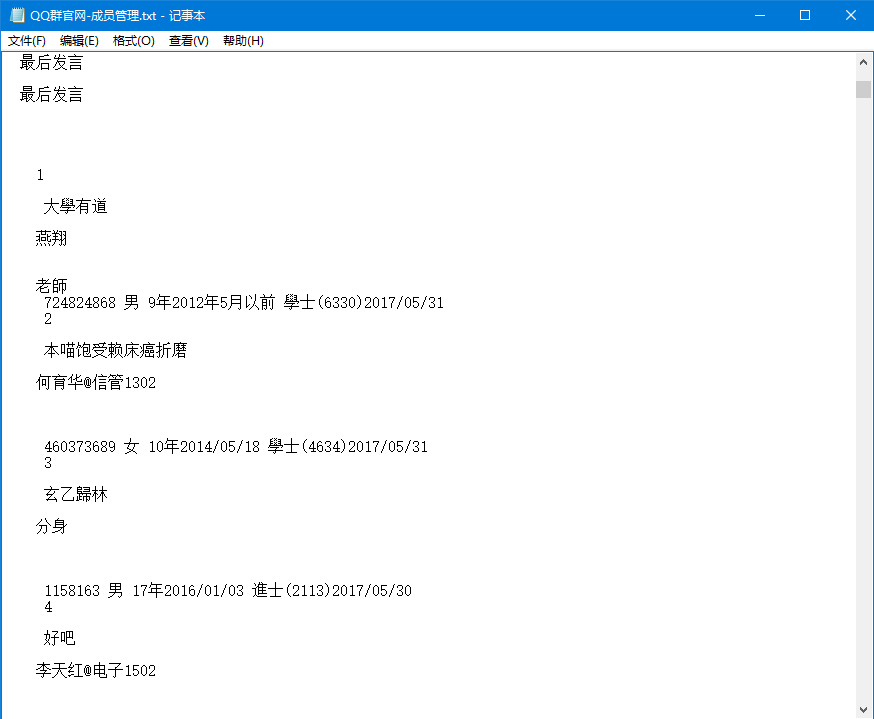 QQ群官网-成员管理.txt - 记事本
文件(F) 编辑(E) 格式(O) 查看(V) 帮助(H)
最后发言
最后发言
1
大學有道
燕翔
老師
724824868 男 9年2012年5月以前 學士(6330)2017/05/31
2
本喵饱受赖床癌折磨
何育华@信管1302
460373689 女 10年2014/05/18 學士(4634)2017/05/31
3
玄乙歸林
分身
1158163 男 17年2016/01/03 進士(2113)2017/05/30
4
好吧
李天红@电子1502